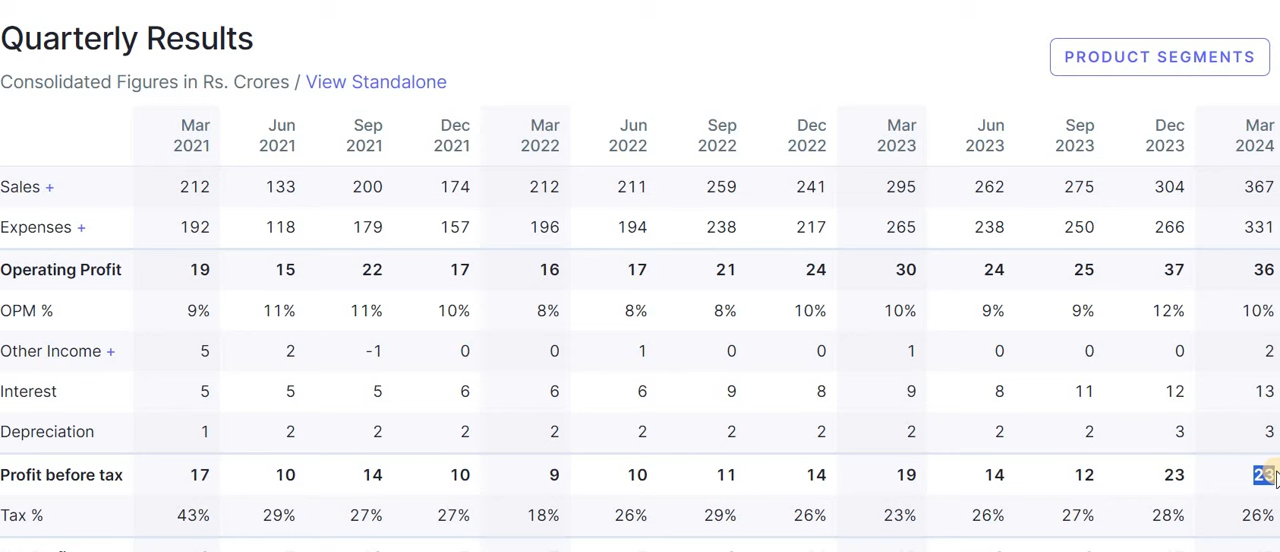 Quarterly Results
PRODUCT SEGMENTS
Consolidated Figures in Rs. Crores / View Standalone
Mar 2021 Jun 2021 Sep 2021 Dec 2021 Mar 2022 Jun 2022 Sep 2022 Dec 2022 Mar 2023 Jun 2023 Sep 2023 Dec 2023 Mar 2024
Sales + 212 133 200 174 212 211 259 241 295 262 275 304 367
Expenses + 192 118 179 157 196 194 238 217 265 238 250 266 331
Operating Profit 19 15 22 17 16 17 21 24 30 24 25 37 36
OPM % 9% 11% 11% 10% 8% 8% 8% 10% 10% 9% 9% 12% 10%
Other Income + 5 2 -1 0 0 1 0 0 1 0 0 0 2
Interest 5 5 5 6 6 6 9 8 9 8 11 12 13
Depreciation 1 2 2 2 2 2 2 2 2 2 2 3 3
Profit before tax 17 10 14 10 9 10 11 14 19 14 12 23 23
Tax % 43% 29% 27% 27% 18% 26% 29% 26% 23% 26% 27% 28% 26%